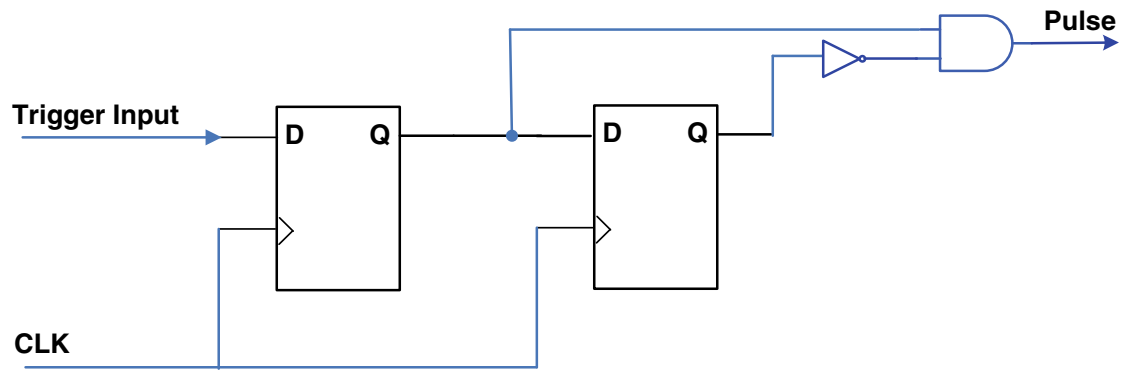 Pulse
Trigger Input
D Q
D Q
CLK